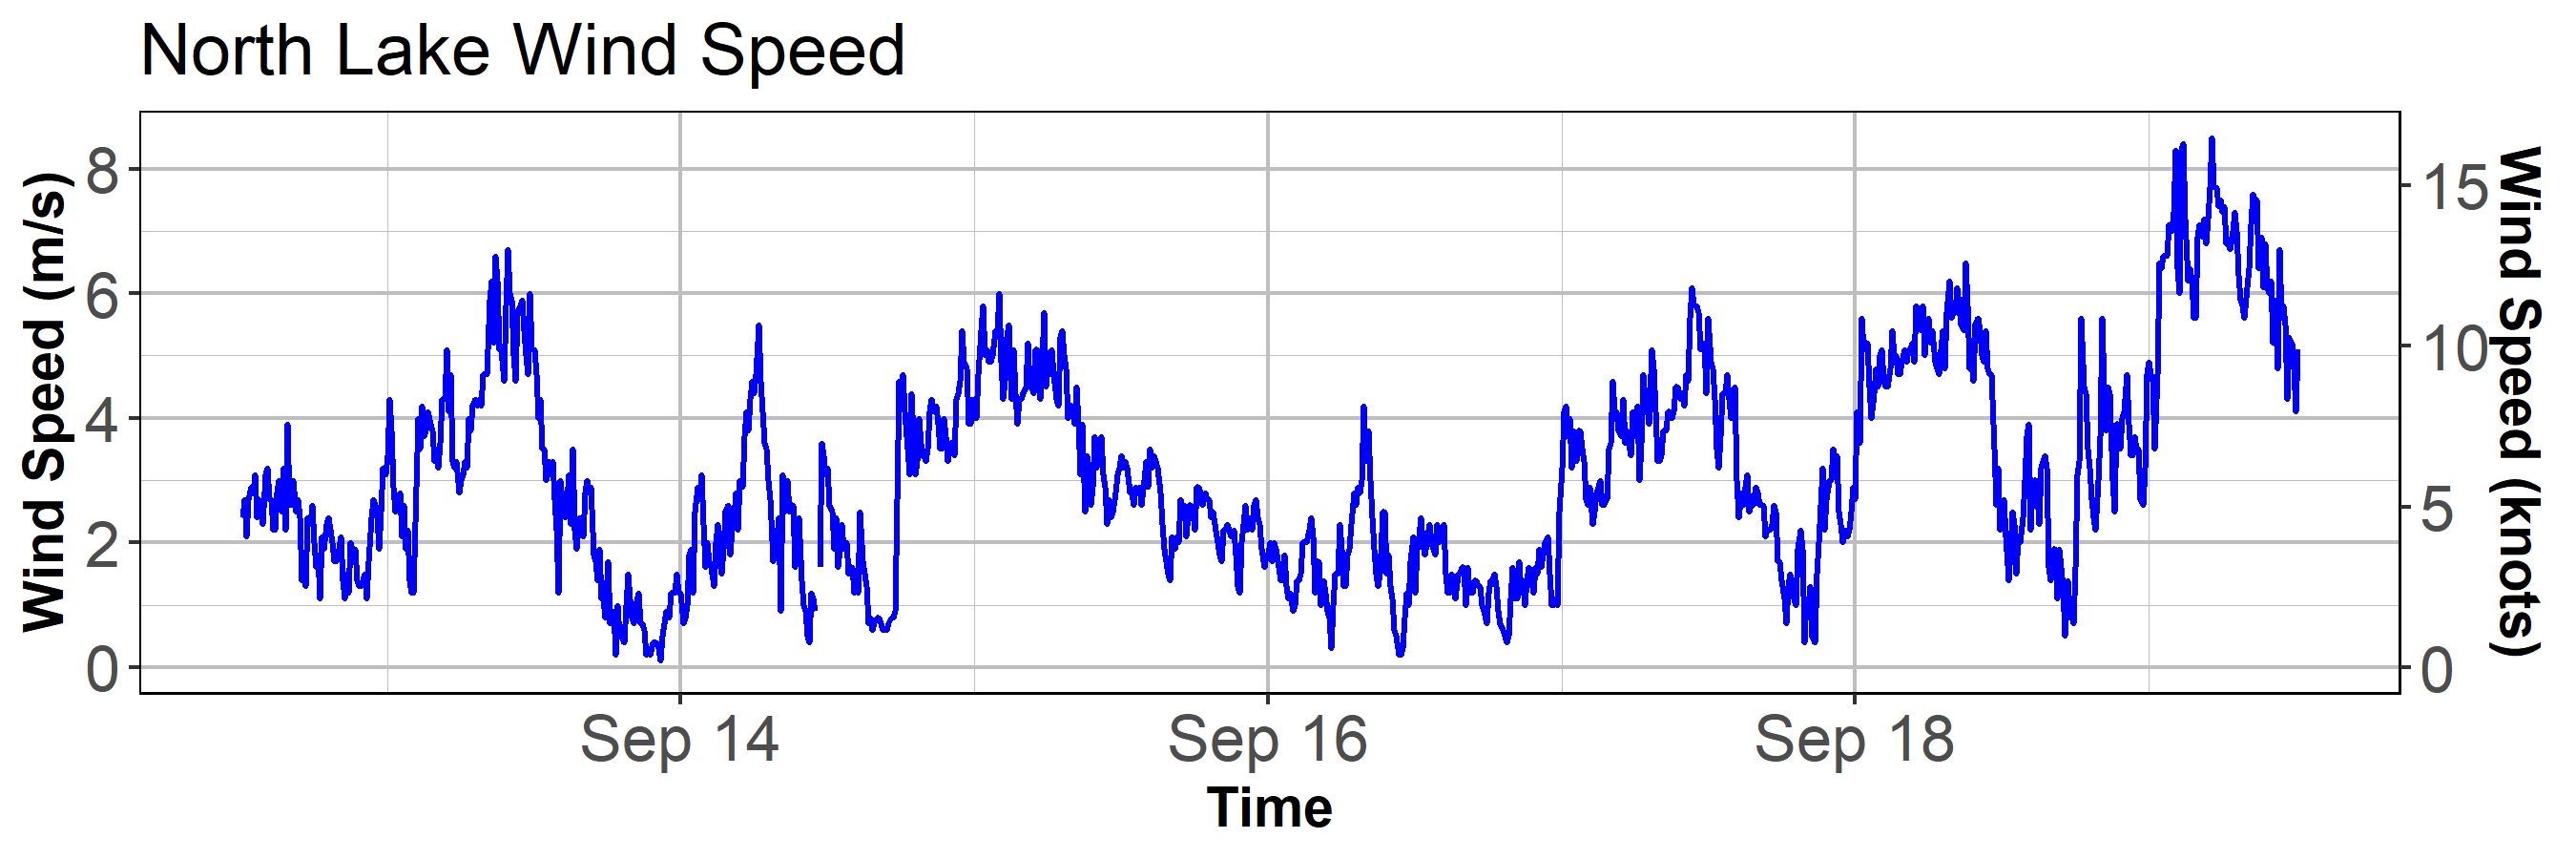 North Lake Wind Speed
Wind Speed (m/s)
8
6
4
2
0
15
10
5
0
Wind Speed (knots)
Sep 14
Sep 16
Sep 18
Time